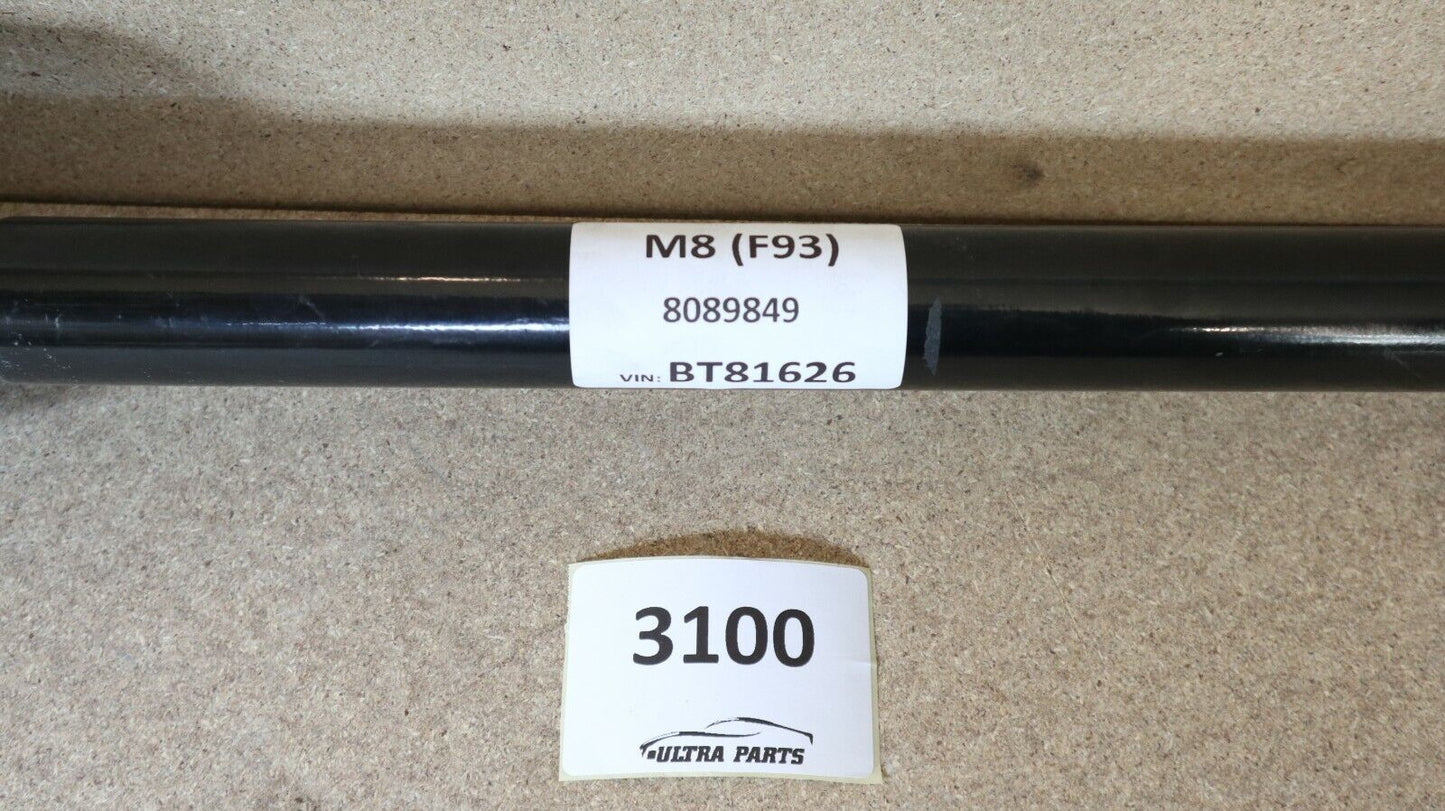 M8 (F93)
8089849
VIN: BT81626
3100
ULTRA PARTS